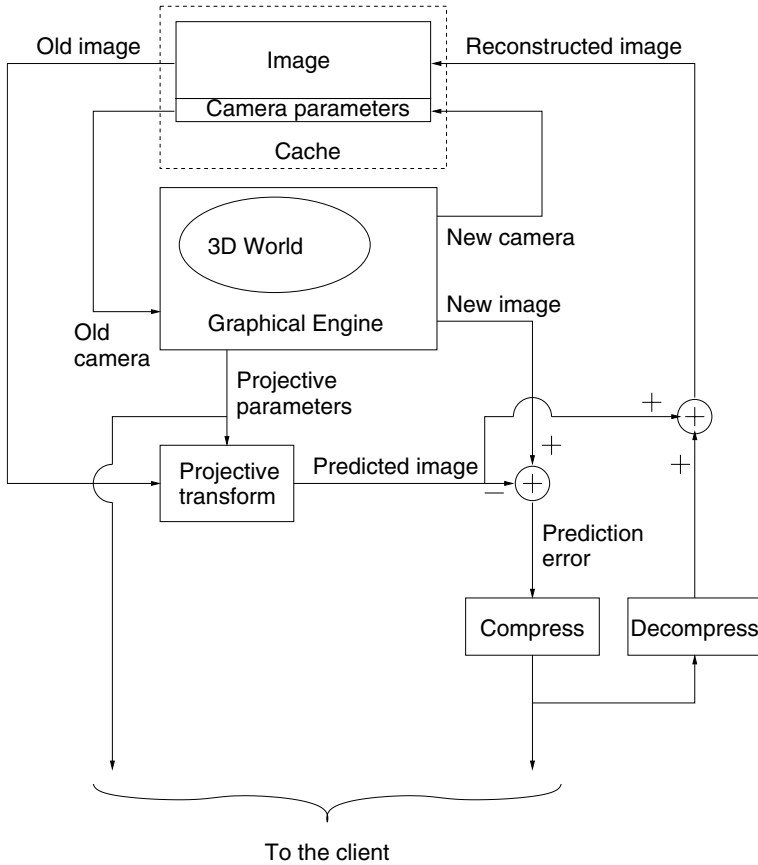 Old image
Image
Reconstructed image
Camera parameters
Cache
3D World
New camera
New image
Graphical Engine
Old
camera
Projective
parameters
+
+
+
Projective
transform
Predicted image
−
+
+
Prediction
error
Compress
Decompress
To the client